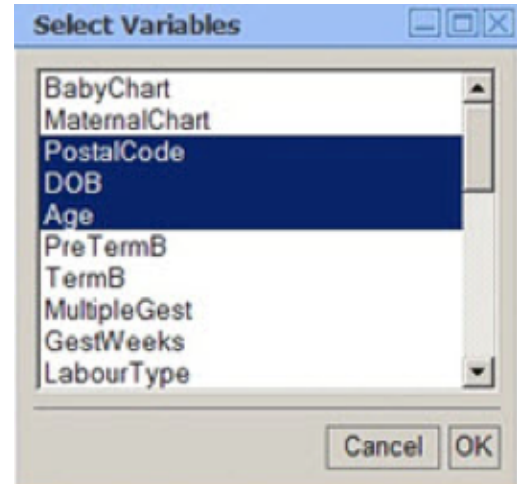 Select Variables
BabyChart
MaternalChart
PostalCode
DOB
Age
PreTermB
TermB
MultipleGest
GestWeeks
LabourType
Cancel OK